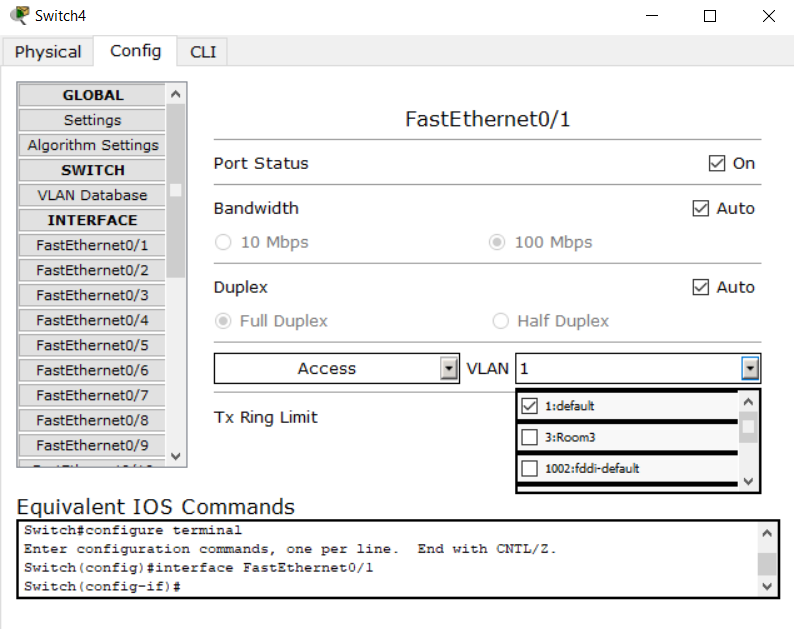 Switch4
Physical Config CLI
GLOBAL
Settings
Algorithm Settings
SWITCH
VLAN Database
INTERFACE
FastEthernet0/1
FastEthernet0/2
FastEthernet0/3
FastEthernet0/4
FastEthernet0/5
FastEthernet0/6
FastEthernet0/7
FastEthernet0/8
FastEthernet0/9
FastEthernet0/1
Port Status On
Bandwidth Auto
10 Mbps 100 Mbps
Duplex Auto
Full Duplex Half Duplex
Access VLAN 1
1:default
Tx Ring Limit
3:Room3
1002:fddi-default
Equivalent IOS Commands
Switch#configure terminal
Enter configuration commands, one per line. End with CNTL/Z.
Switch(config)#interface FastEthernet0/1
Switch(config-if)#